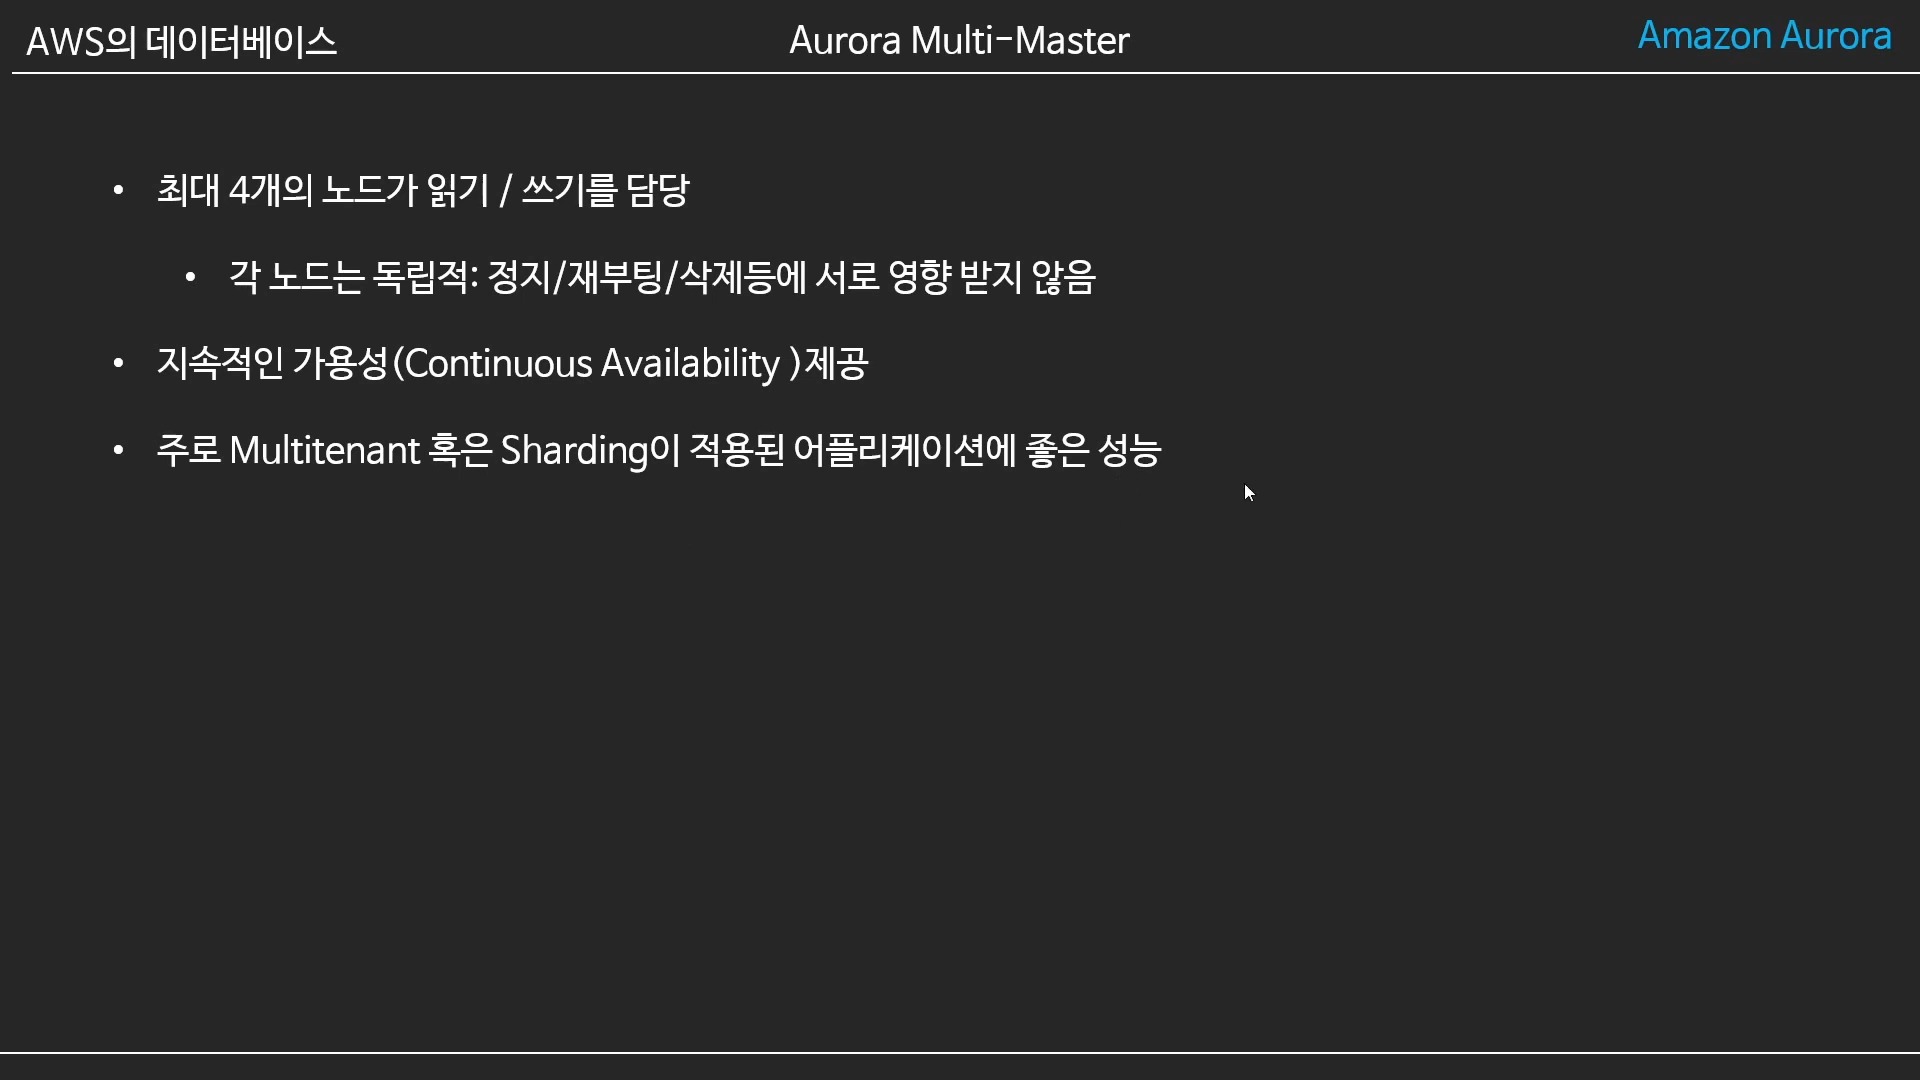 AWS의 데이터베이스
Aurora Multi-Master
Amazon Aurora
• 최대 4개의 노드가 읽기 / 쓰기를 담당
• 각 노드는 독립적: 정지/재부팅/삭제등에 서로 영향 받지 않음
• 지속적인 가용성(Continuous Availability )제공
• 주로 Multitenant 혹은 Sharding이 적용된 어플리케이션에 좋은 성능